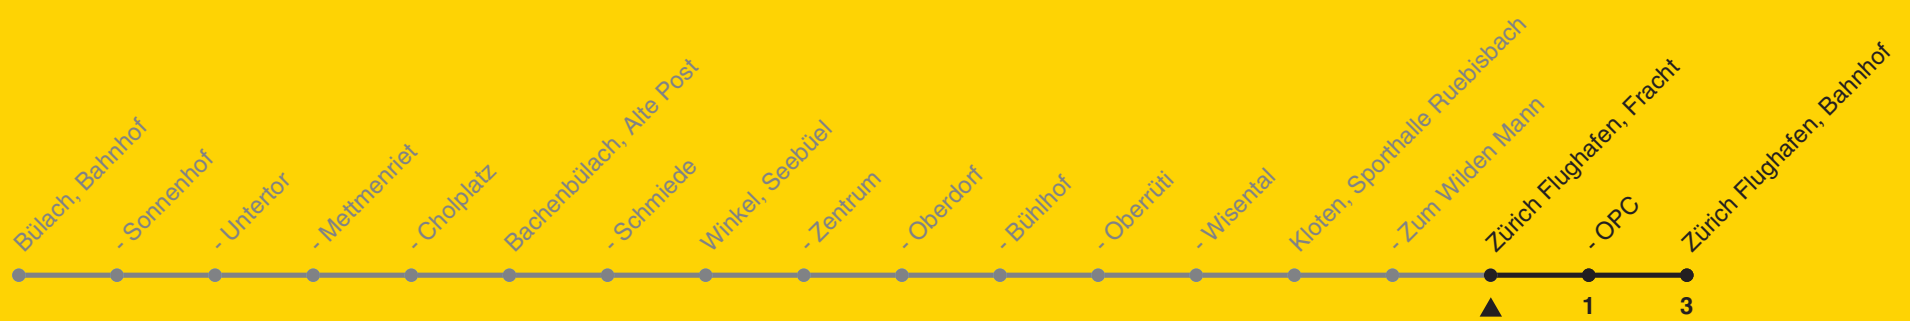 Bülach, Bahnhof
- Sonnenhof
- Untertor
- Mettmenriet
- Cholplatz
Bachenbülach, Alte Post
- Schmiede
Winkel, Seebüel
- Zentrum
- Oberdorf
- Bühlhof
- Oberrüti
- Wisental
Kloten, Sporthalle Ruebisbach
- Zum Wilden Mann
Zürich Flughafen, Fracht
- OPC
Zürich Flughafen, Bahnhof
1
3